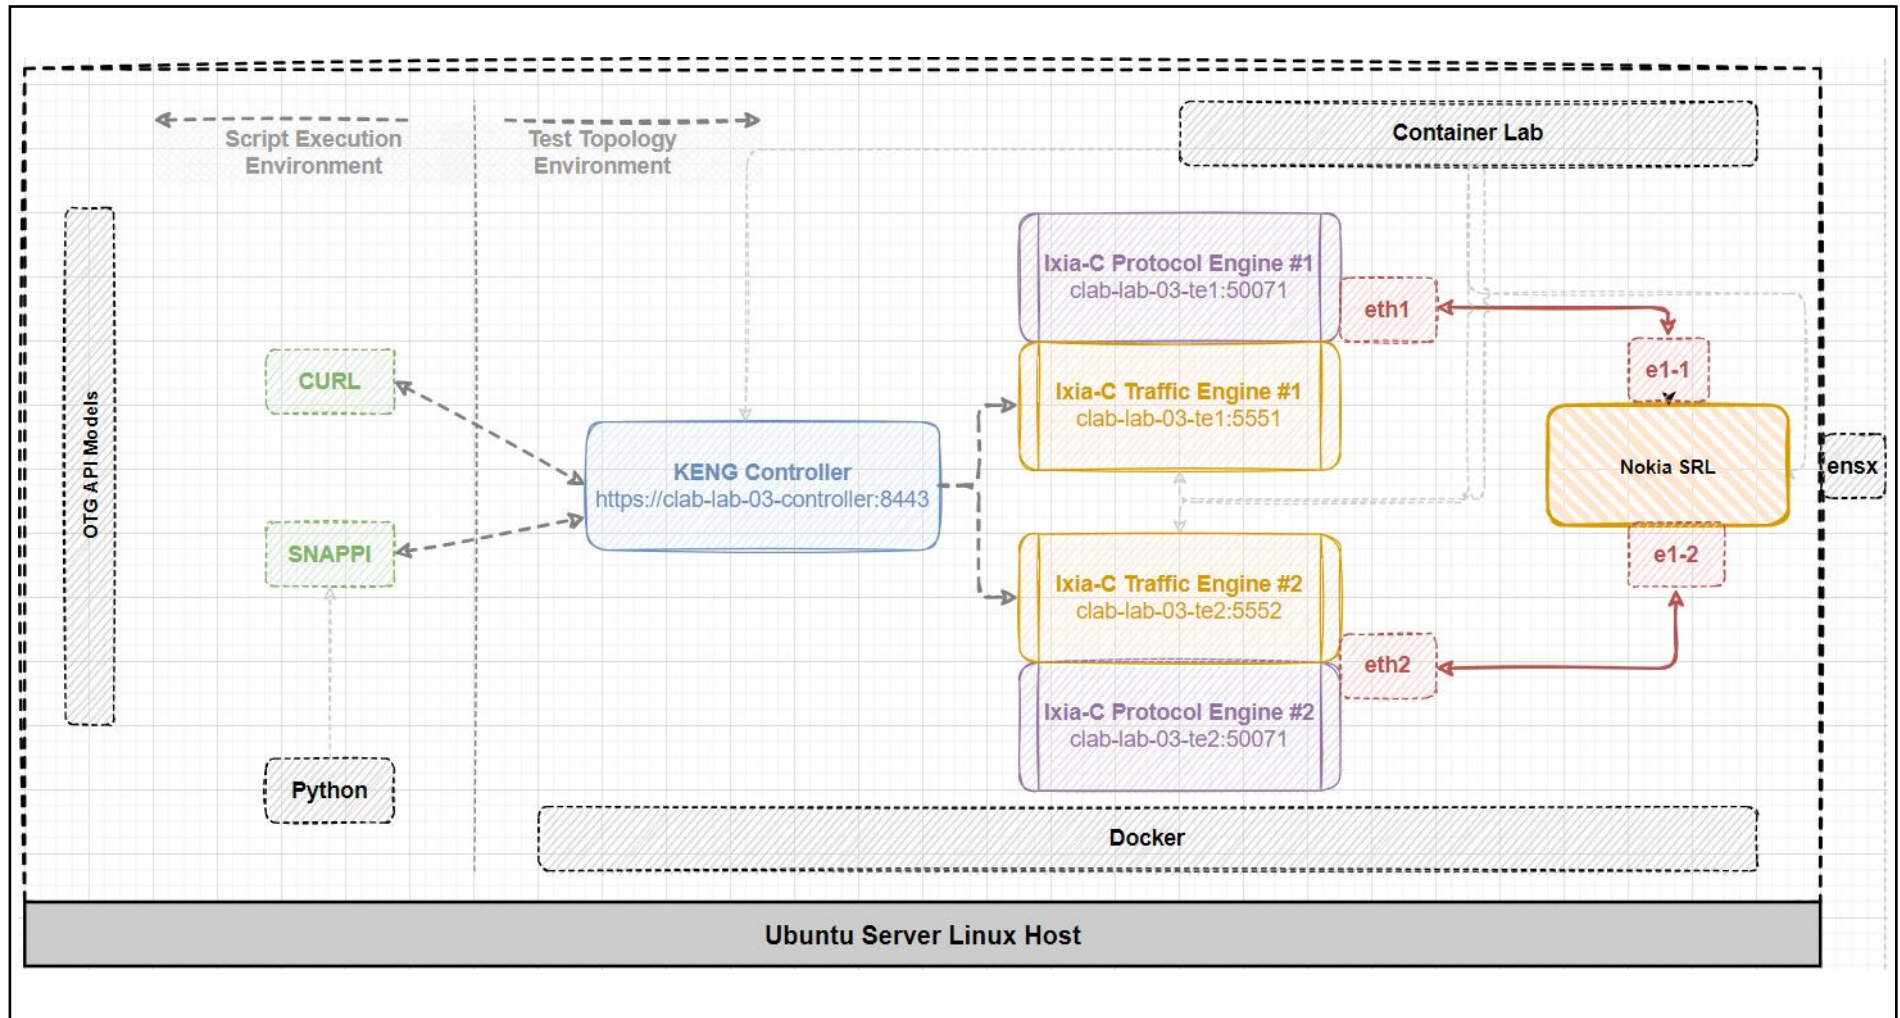 Script Execution
Environment
Test Topology
Environment
Container Lab
OTG API Models
CURL
SNAPPI
Python
KENG Controller
https://clab-lab-03-controller:8443
Ixia-C Protocol Engine #1
clab-lab-03-te1:50071
Ixia-C Traffic Engine #1
clab-lab-03-te1:5551
Ixia-C Traffic Engine #2
clab-lab-03-te2:5552
Ixia-C Protocol Engine #2
clab-lab-03-te2:50071
eth1
eth2
e1-1
Nokia SRL
e1-2
ensx
Docker
Ubuntu Server Linux Host